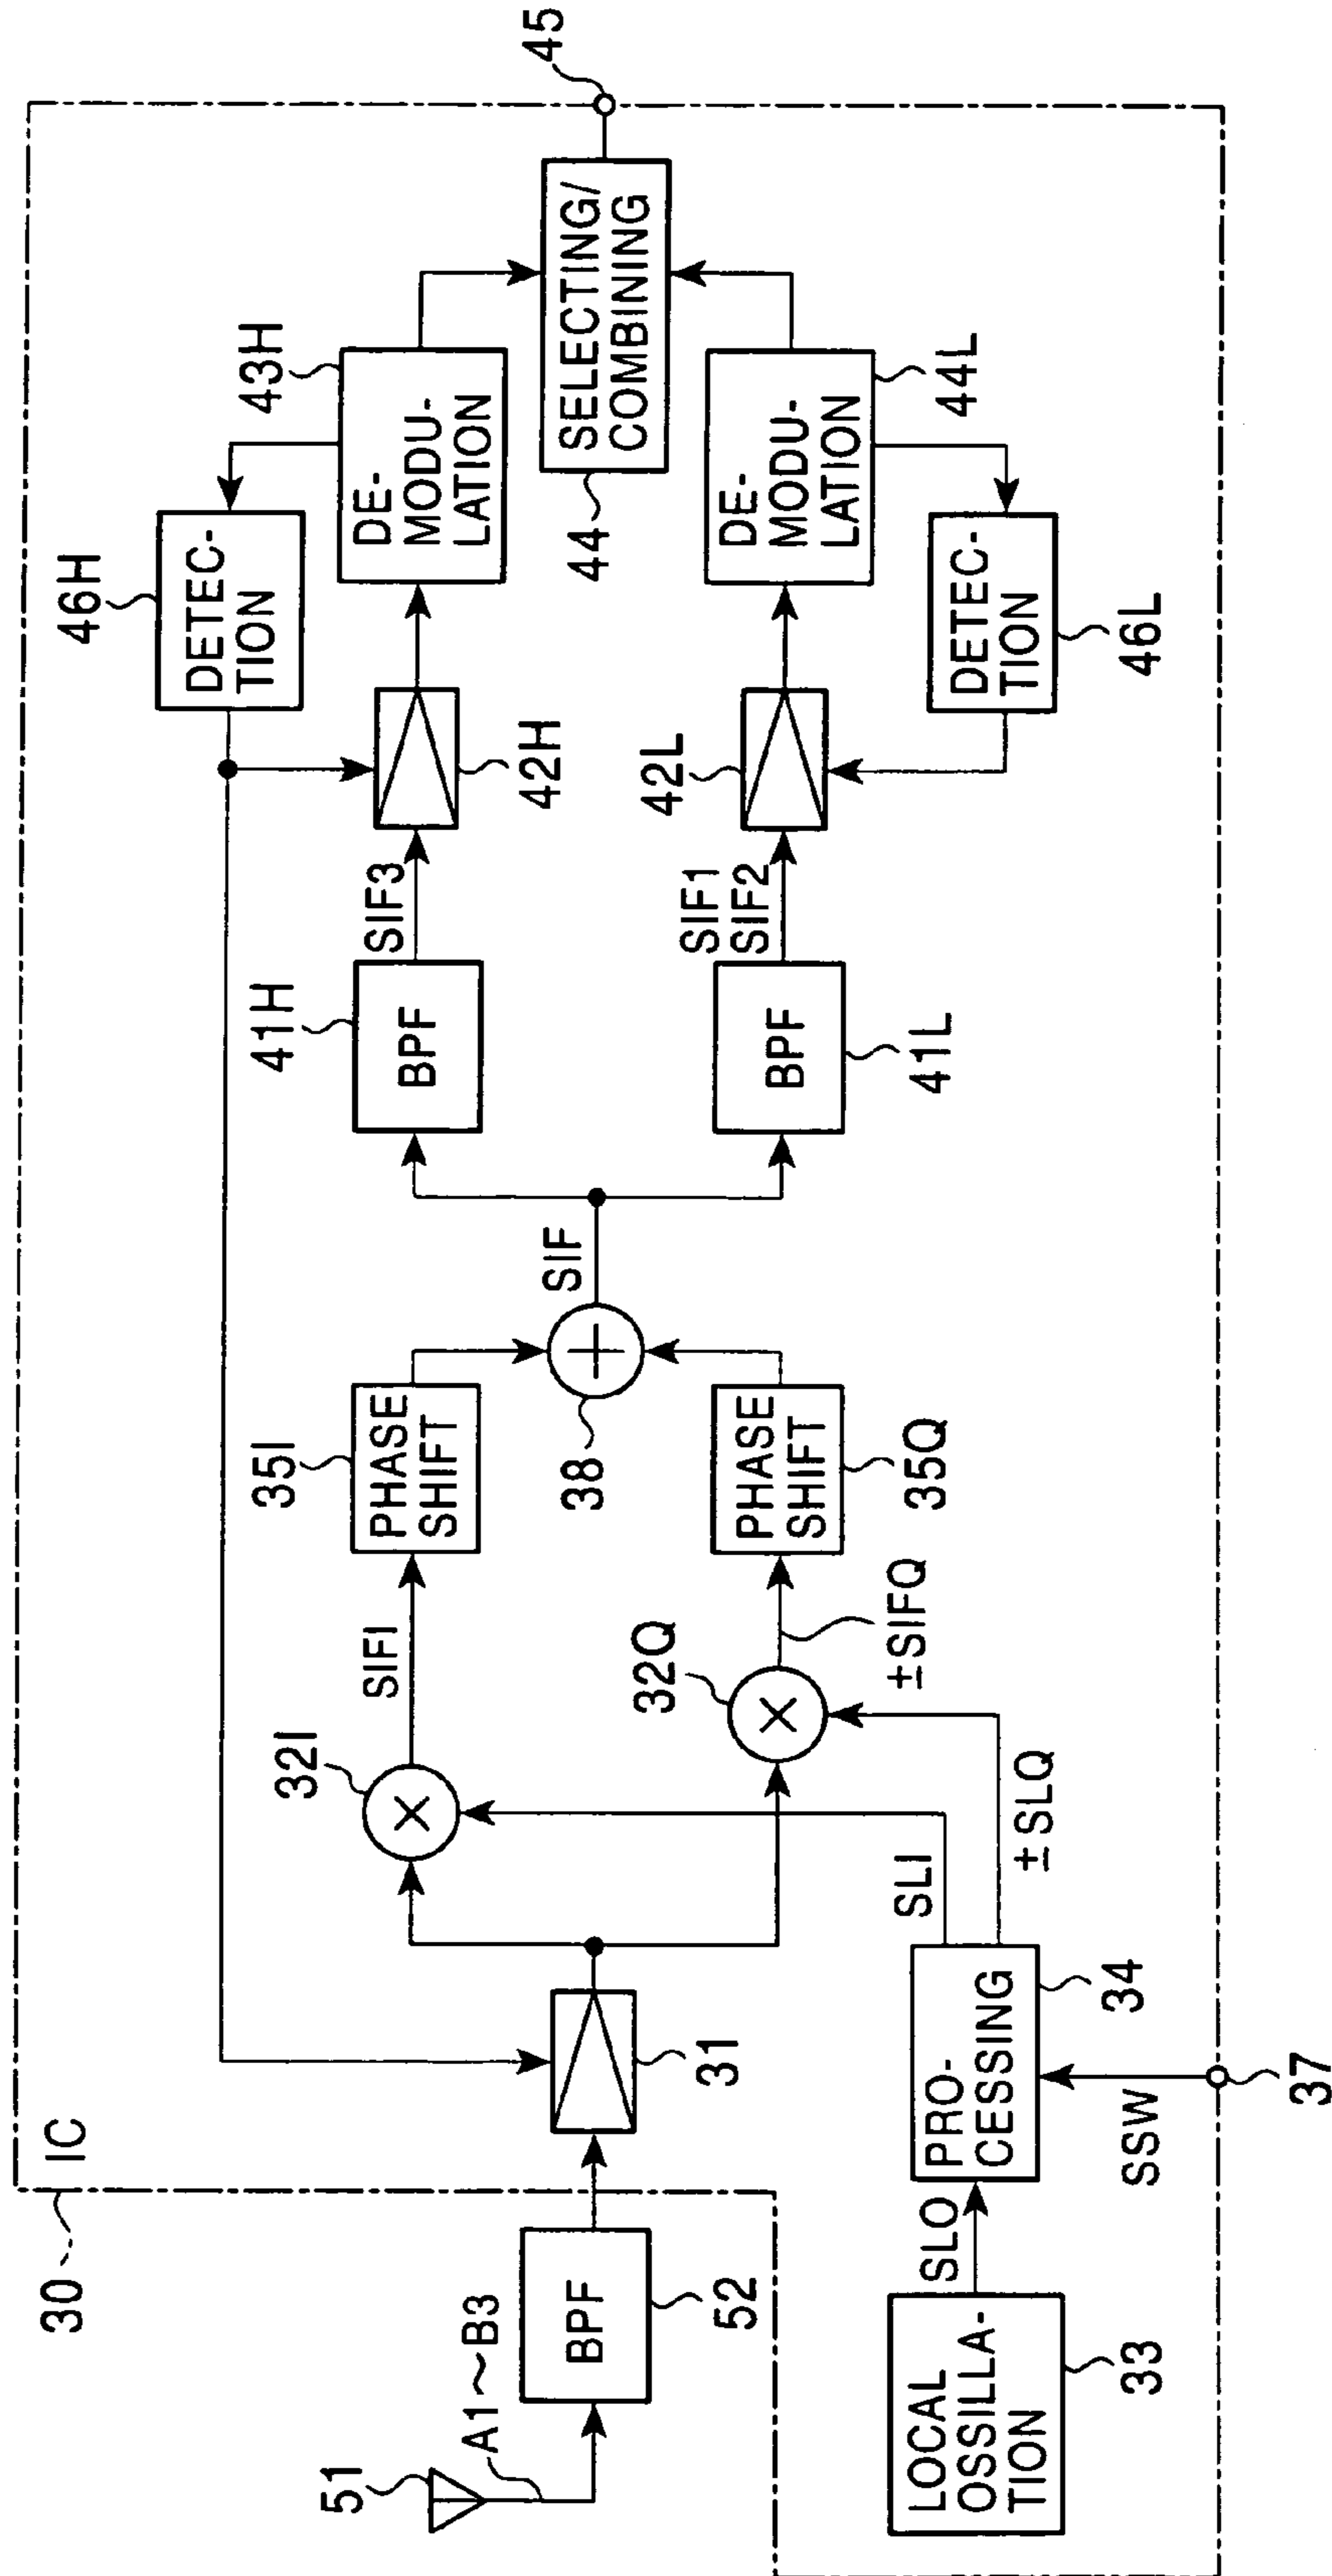 30
IC
51
A1～B3
BPF
52
31
LOCAL
OSSILLA-
TION
33
SLO
PRO-
CESSING
34
SSW
37
SLI
±SLQ
32I
32Q
SIFI
±SIFQ
35I
PHASE
SHIFT
PHASE
SHIFT
35Q
38
SIF
41H
BPF
BPF
41L
SIF3
SIF1
SIF2
42H
42L
46H
DETEC-
TION
43H
DE-
MODU-
LATION
44
SELECTING/
COMBINING
45
DE-
MODU-
LATION
44L
DETEC-
TION
46L